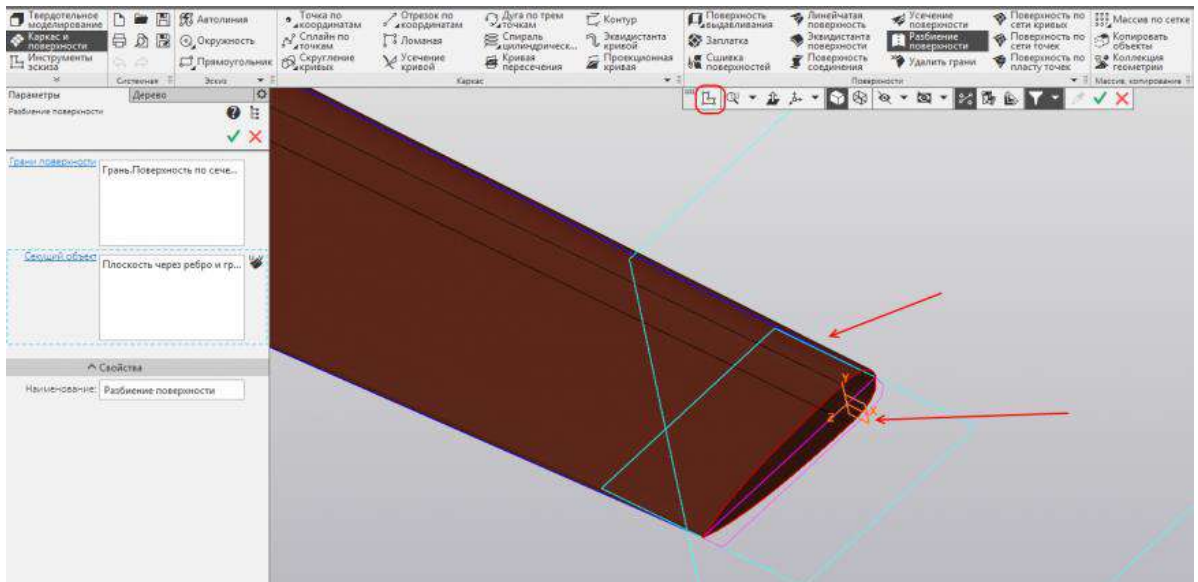 Твердотельное
моделирование
Каркас и
поверхности
Инструменты
эскиза
Системная
Автолиния
Окружность
Прямоугольник
Эскиз
Точка по
координатам
Сплайн по
точкам
Скругление
кривых
Отрезок по
координатам
Ломаная
Усечение
кривой
Дуга по трем
точкам
Спираль
цилиндрическ...
Кривая
пересечения
Контур
Эквидистанта
кривой
Проекционная
кривая
Каркас
Поверхность
выдавливания
Заплатка
Сшивка
поверхностей
Линейчатая
поверхность
Эквидистанта
поверхности
Поверхность
соединения
Усечение
поверхности
Разбиение
поверхности
Удалить грани
Поверхность по
сети кривых
Поверхность по
сети точек
Поверхность по
пласту точек
Поверхности
Массив по сетке
Копировать
объекты
Коллекция
геометрии
Массив, копирование
Параметры
Дерево
Разбиение поверхности
Грани поверхности
Грань.Поверхность по сече...
Секущий объект
Плоскость через ребро и гр...
Свойства
Наименование:
Разбиение поверхности
Y
X
Z